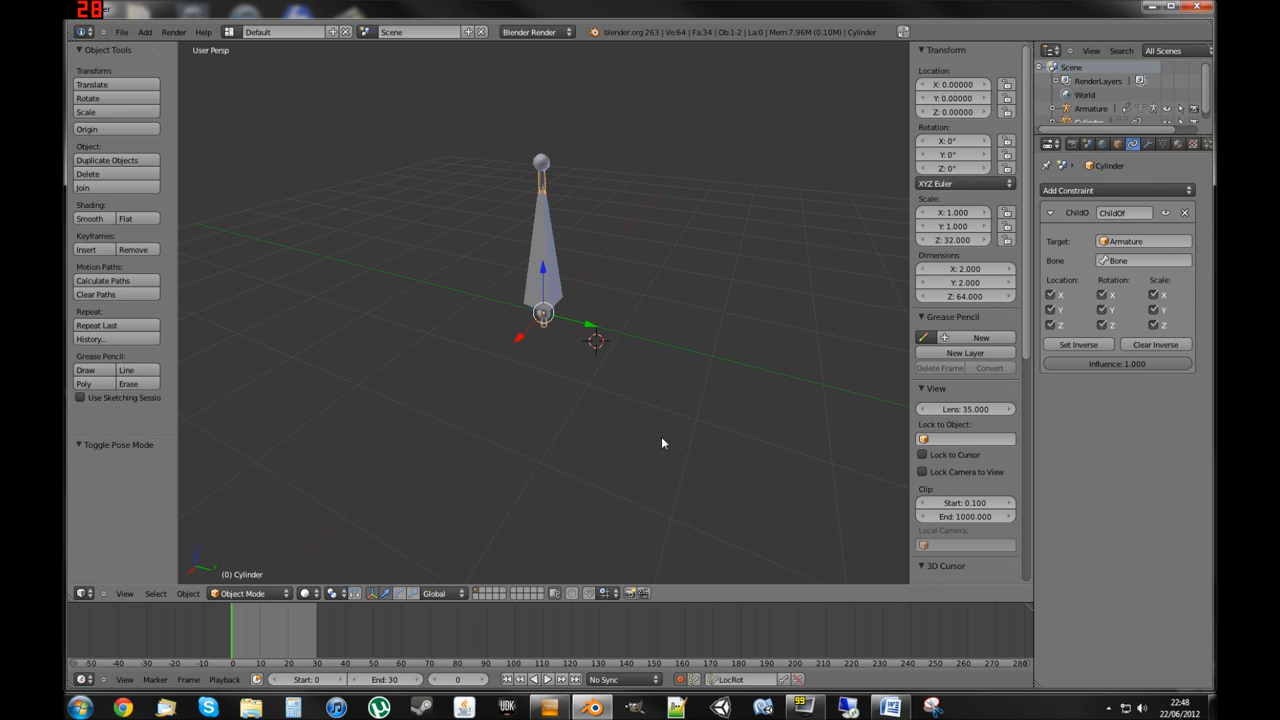 28
File Add Render Help Default Scene Blender Render blender.org 263 | Ve:64 | Fa:34 | Ob:1-2 | La:0 | Mem:7.96M (0.10M) | Cylinder
Object Tools
Transform:
Translate
Rotate
Scale
Origin
Object:
Duplicate Objects
Delete
Join
Shading:
Smooth Flat
Keyframes:
Insert Remove
Motion Paths:
Calculate Paths
Clear Paths
Repeat:
Repeat Last
History...
Grease Pencil:
Draw Line
Poly Erase
Use Sketching Sessio
Toggle Pose Mode
User Persp
(0) Cylinder
Transform
Location:
X: 0.00000
Y: 0.00000
Z: 0.00000
Rotation:
X: 0°
Y: 0°
Z: 0°
XYZ Euler
Scale:
X: 1.000
Y: 1.000
Z: 32.000
Dimensions:
X: 2.000
Y: 2.000
Z: 64.000
Grease Pencil
New
New Layer
Delete Frame Convert
View
Lens: 35.000
Lock to Object:
Lock to Cursor
Lock Camera to View
Clip:
Start: 0.100
End: 1000.000
Local Camera:
3D Cursor
View Search All Scenes
Scene
RenderLayers
World
Armature
Cylinder
Cylinder
Add Constraint
ChildO ChildOf
Target: Armature
Bone: Bone
Location: Rotation: Scale:
X X X
Y Y Y
Z Z Z
Set Inverse Clear Inverse
Influence: 1.000
View Select Object Object Mode Global
-50 -40 -30 -20 -10 0 10 20 30 40 50 60 70 80 90 100 110 120 130 140 150 160 170 180 190 200 210 220 230 240 250 260 270 280
View Marker Frame Playback Start: 0 End: 30 0 No Sync LocRot
UDK 99 22:48
22/06/2012